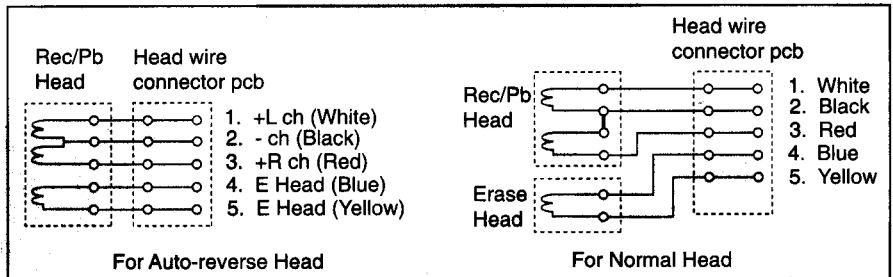 Rec/Pb Head
Head wire connector pcb
1. +L ch (White)
2. - ch (Black)
3. +R ch (Red)
4. E Head (Blue)
5. E Head (Yellow)
For Auto-reverse Head
Head wire
connector pcb
Rec/Pb
Head
Erase
Head
1. White
2. Black
3. Red
4. Blue
5. Yellow
For Normal Head